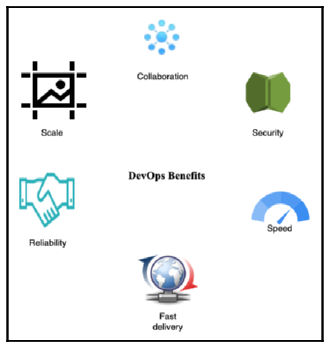 Collaboration
Scale
Security
DevOps Benefits
Speed
Reliability
Fast
delivery